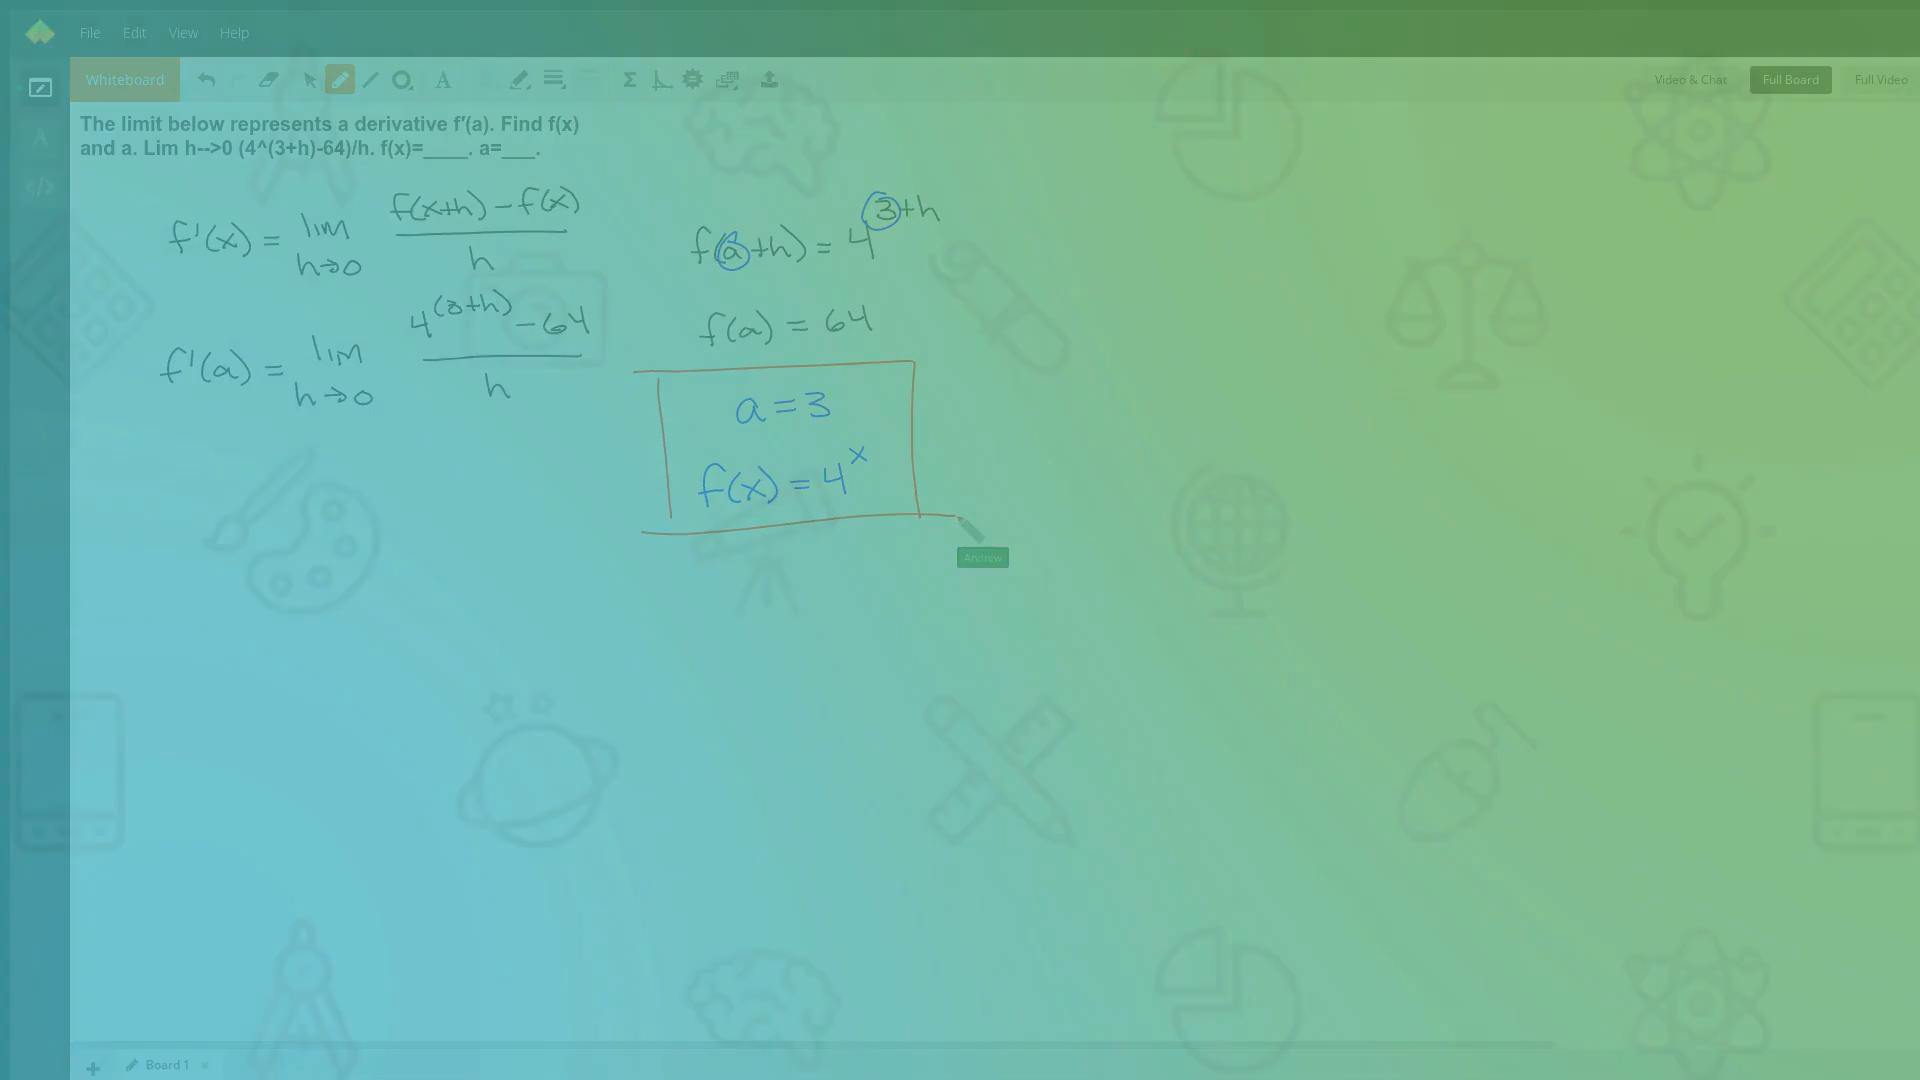 File Edit View Help
Whiteboard
Video & Chat Full Board Full Video
The limit below represents a derivative f'(a). Find f(x)
and a. Lim h-->0 (4^(3+h)-64)/h. f(x)=____. a=___.
f'(x) = lim h→0 f(x+h) - f(x) / h
f'(a) = lim h→0 4^(3+h) - 64 / h
f(a+h) = 4^3+h
f(a) = 64
a = 3
f(x) = 4^x
Andrew
Board 1